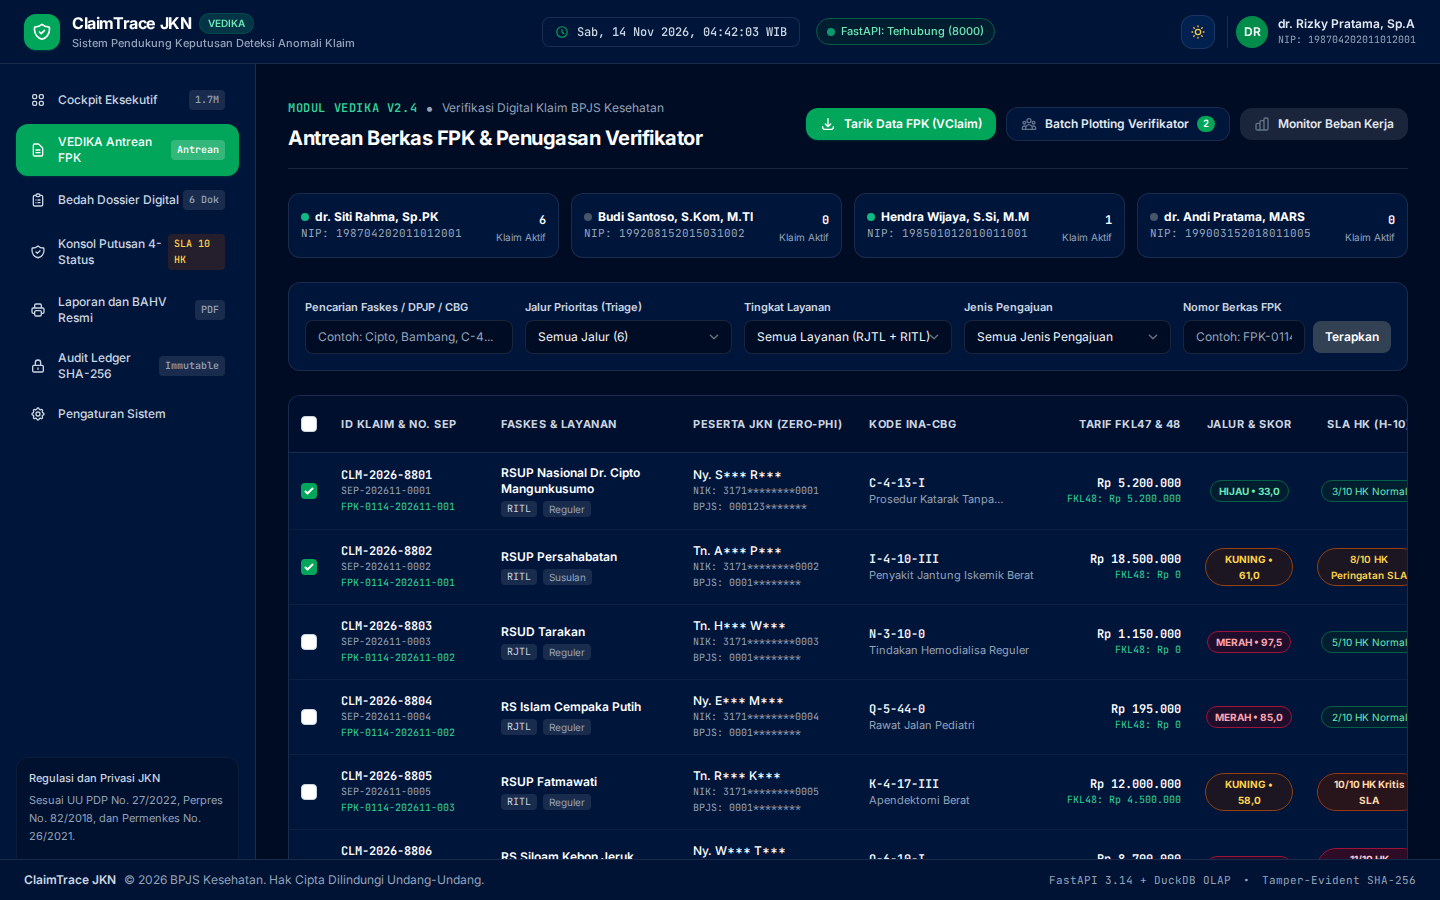 ClaimTrace JKN VEDIKA
Sistem Pendukung Keputusan Deteksi Anomali Klaim
Sab, 14 Nov 2026, 04:42:03 WIB
FastAPI: Terhubung (8000)
DR
dr. Rizky Pratama, Sp.A
NIP: 198704202011012001
Cockpit Eksekutif 1.7M
VEDIKA Antrean
FPK
Antrean
Bedah Dossier Digital 6 Dok
Konsol Putusan 4-
Status
SLA 10
HK
Laporan dan BAHV
Resmi
PDF
Audit Ledger
SHA-256
Immutable
Pengaturan Sistem
Regulasi dan Privasi JKN
Sesuai UU PDP No. 27/2022, Perpres
No. 82/2018, dan Permenkes No.
26/2021.
MODUL VEDIKA V2.4 • Verifikasi Digital Klaim BPJS Kesehatan
Antrean Berkas FPK & Penugasan Verifikator
Tarik Data FPK (VClaim)
Batch Plotting Verifikator 2
Monitor Beban Kerja
dr. Siti Rahma, Sp.PK
NIP: 198704202011012001
6
Klaim Aktif
Budi Santoso, S.Kom, M.TI
NIP: 199208152015031002
0
Klaim Aktif
Hendra Wijaya, S.Si, M.M
NIP: 198501012010011001
1
Klaim Aktif
dr. Andi Pratama, MARS
NIP: 199003152018011005
0
Klaim Aktif
Pencarian Faskes / DPJP / CBG
Contoh: Cipto, Bambang, C-4...
Jalur Prioritas (Triage)
Semua Jalur (6)
Tingkat Layanan
Semua Layanan (RJTL + RITL)
Jenis Pengajuan
Semua Jenis Pengajuan
Nomor Berkas FPK
Contoh: FPK-0114
Terapkan
ID KLAIM & NO. SEP FASKES & LAYANAN PESERTA JKN (ZERO-PHI) KODE INA-CBG TARIF FKL47 & 48 JALUR & SKOR SLA HK (H-10)
CLM-2026-8801
SEP-202611-0001
FPK-0114-202611-001
RSUP Nasional Dr. Cipto
Mangunkusumo
RITL Reguler
Ny. S*** R***
NIK: 3171********0001
BPJS: 000123*******
C-4-13-I
Prosedur Katarak Tanpa...
Rp 5.200.000
FKL48: Rp 5.200.000
HIJAU • 33,0
3/10 HK Normal
CLM-2026-8802
SEP-202611-0002
FPK-0114-202611-001
RSUP Persahabatan
RITL Susulan
Tn. A*** P***
NIK: 3171********0002
BPJS: 0001********
I-4-10-III
Penyakit Jantung Iskemik Berat
Rp 18.500.000
FKL48: Rp 0
KUNING •
61,0
8/10 HK
Peringatan SLA
CLM-2026-8803
SEP-202611-0003
FPK-0114-202611-002
RSUD Tarakan
RJTL Reguler
Tn. H*** W***
NIK: 3171********0003
BPJS: 0001********
N-3-10-0
Tindakan Hemodialisa Reguler
Rp 1.150.000
FKL48: Rp 0
MERAH • 97,5
5/10 HK Normal
CLM-2026-8804
SEP-202611-0004
FPK-0114-202611-002
RS Islam Cempaka Putih
RJTL Reguler
Ny. E*** M***
NIK: 3171********0004
BPJS: 0001********
Q-5-44-0
Rawat Jalan Pediatri
Rp 195.000
FKL48: Rp 0
MERAH • 85,0
2/10 HK Normal
CLM-2026-8805
SEP-202611-0005
FPK-0114-202611-003
RSUP Fatmawati
RITL Reguler
Tn. R*** K***
NIK: 3171********0005
BPJS: 0001********
K-4-17-III
Apendektomi Berat
Rp 12.000.000
FKL48: Rp 4.500.000
KUNING •
58,0
10/10 HK Kritis
SLA
CLM-2026-8806
RS Siloam Kebon Jeruk
Ny. W*** T***
O-6-10-I
Rp 8.700.000
11/10 HK
ClaimTrace JKN © 2026 BPJS Kesehatan. Hak Cipta Dilindungi Undang-Undang.
FastAPI 3.14 + DuckDB OLAP • Tamper-Evident SHA-256